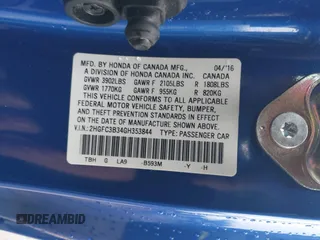 MFD. BY HONDA OF CANADA MFG., 04/16
A DIVISION OF HONDA CANADA INC. CANADA
GVWR 3902LBS GAWR F 2105LBS R 1808LBS
GVWR 1770KG GAWR F 955KG R 820KG
THIS VEHICLE CONFORMS TO ALL APPLICABLE
FEDERAL MOTOR VEHICLE SAFETY, BUMPER,
AND THEFT PREVENTION STANDARDS IN EFFECT
ON THE DATE OF MANUFACTURE SHOWN ABOVE.
V.I.N.: 2HGFC3B34GH353844 TYPE: PASSENGER CAR
TBH G LA9 -B593M -Y -H
DREAMBID